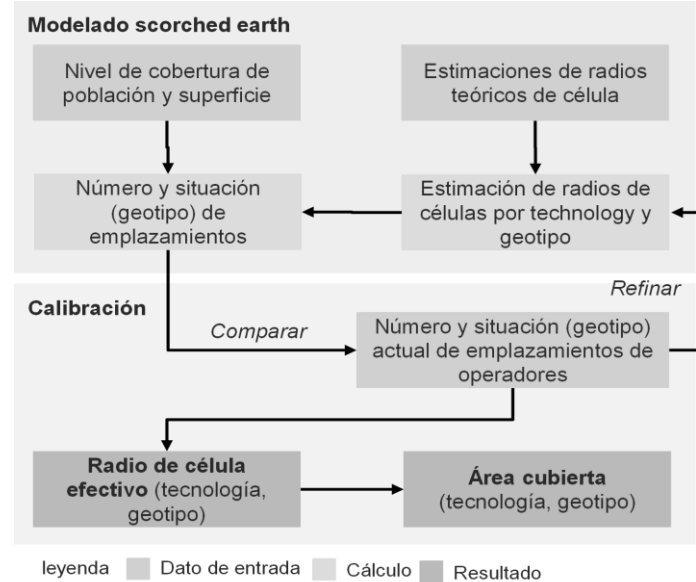 Modelado scorched earth
Nivel de cobertura de
población y superficie
Estimaciones de radios
teóricos de célula
Número y situación
(geotipo) de
emplazamientos
Estimación de radios de
células por technology y
geotipo
Refinar
Calibración
Comparar
Número y situación (geotipo)
actual de emplazamientos de
operadores
Radio de célula
efectivo (tecnología,
geotipo)
Área cubierta
(tecnología, geotipo)
leyenda Dato de entrada Cálculo Resultado